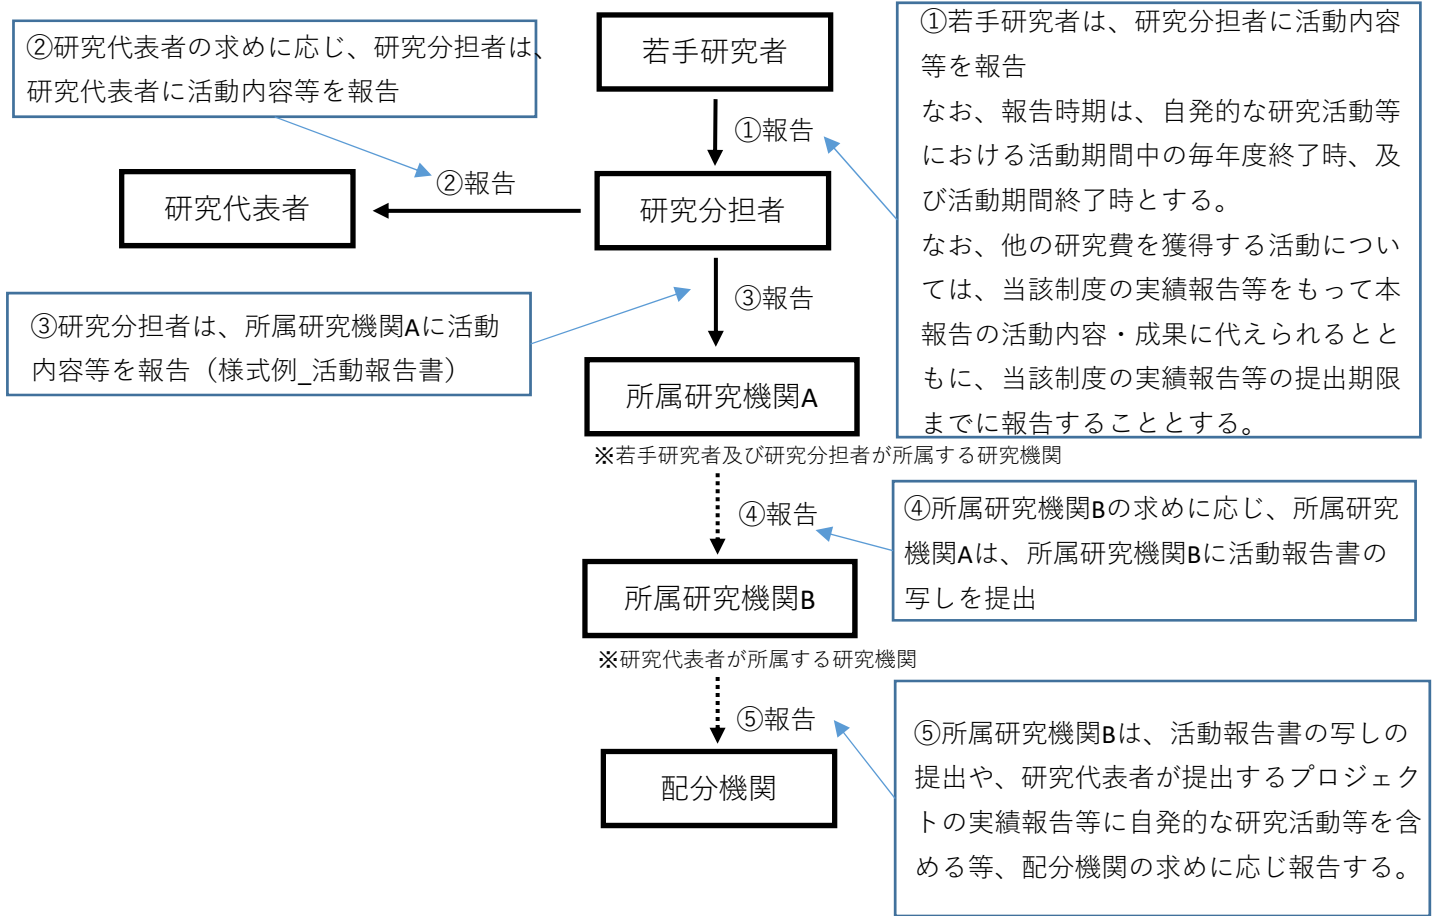 ②研究代表者の求めに応じ、研究分担者は、
研究代表者に活動内容等を報告
若手研究者
①若手研究者は、研究分担者に活動内容
等を報告
なお、報告時期は、自発的な研究活動等
における活動期間中の毎年度終了時、及
び活動期間終了時とする。
なお、他の研究費を獲得する活動につい
ては、当該制度の実績報告等をもって本
報告の活動内容・成果に代えられるとと
もに、当該制度の実績報告等の提出期限
までに報告することとする。
①報告
②報告
研究代表者
研究分担者
③報告
③研究分担者は、所属研究機関Aに活動
内容等を報告（様式例_活動報告書）
所属研究機関A
※若手研究者及び研究分担者が所属する研究機関
④報告
④所属研究機関Bの求めに応じ、所属研究
機関Aは、所属研究機関Bに活動報告書の
写しを提出
所属研究機関B
※研究代表者が所属する研究機関
⑤報告
⑤所属研究機関Bは、活動報告書の写しの
提出や、研究代表者が提出するプロジェク
トの実績報告等に自発的な研究活動等を含
める等、配分機関の求めに応じ報告する。
配分機関